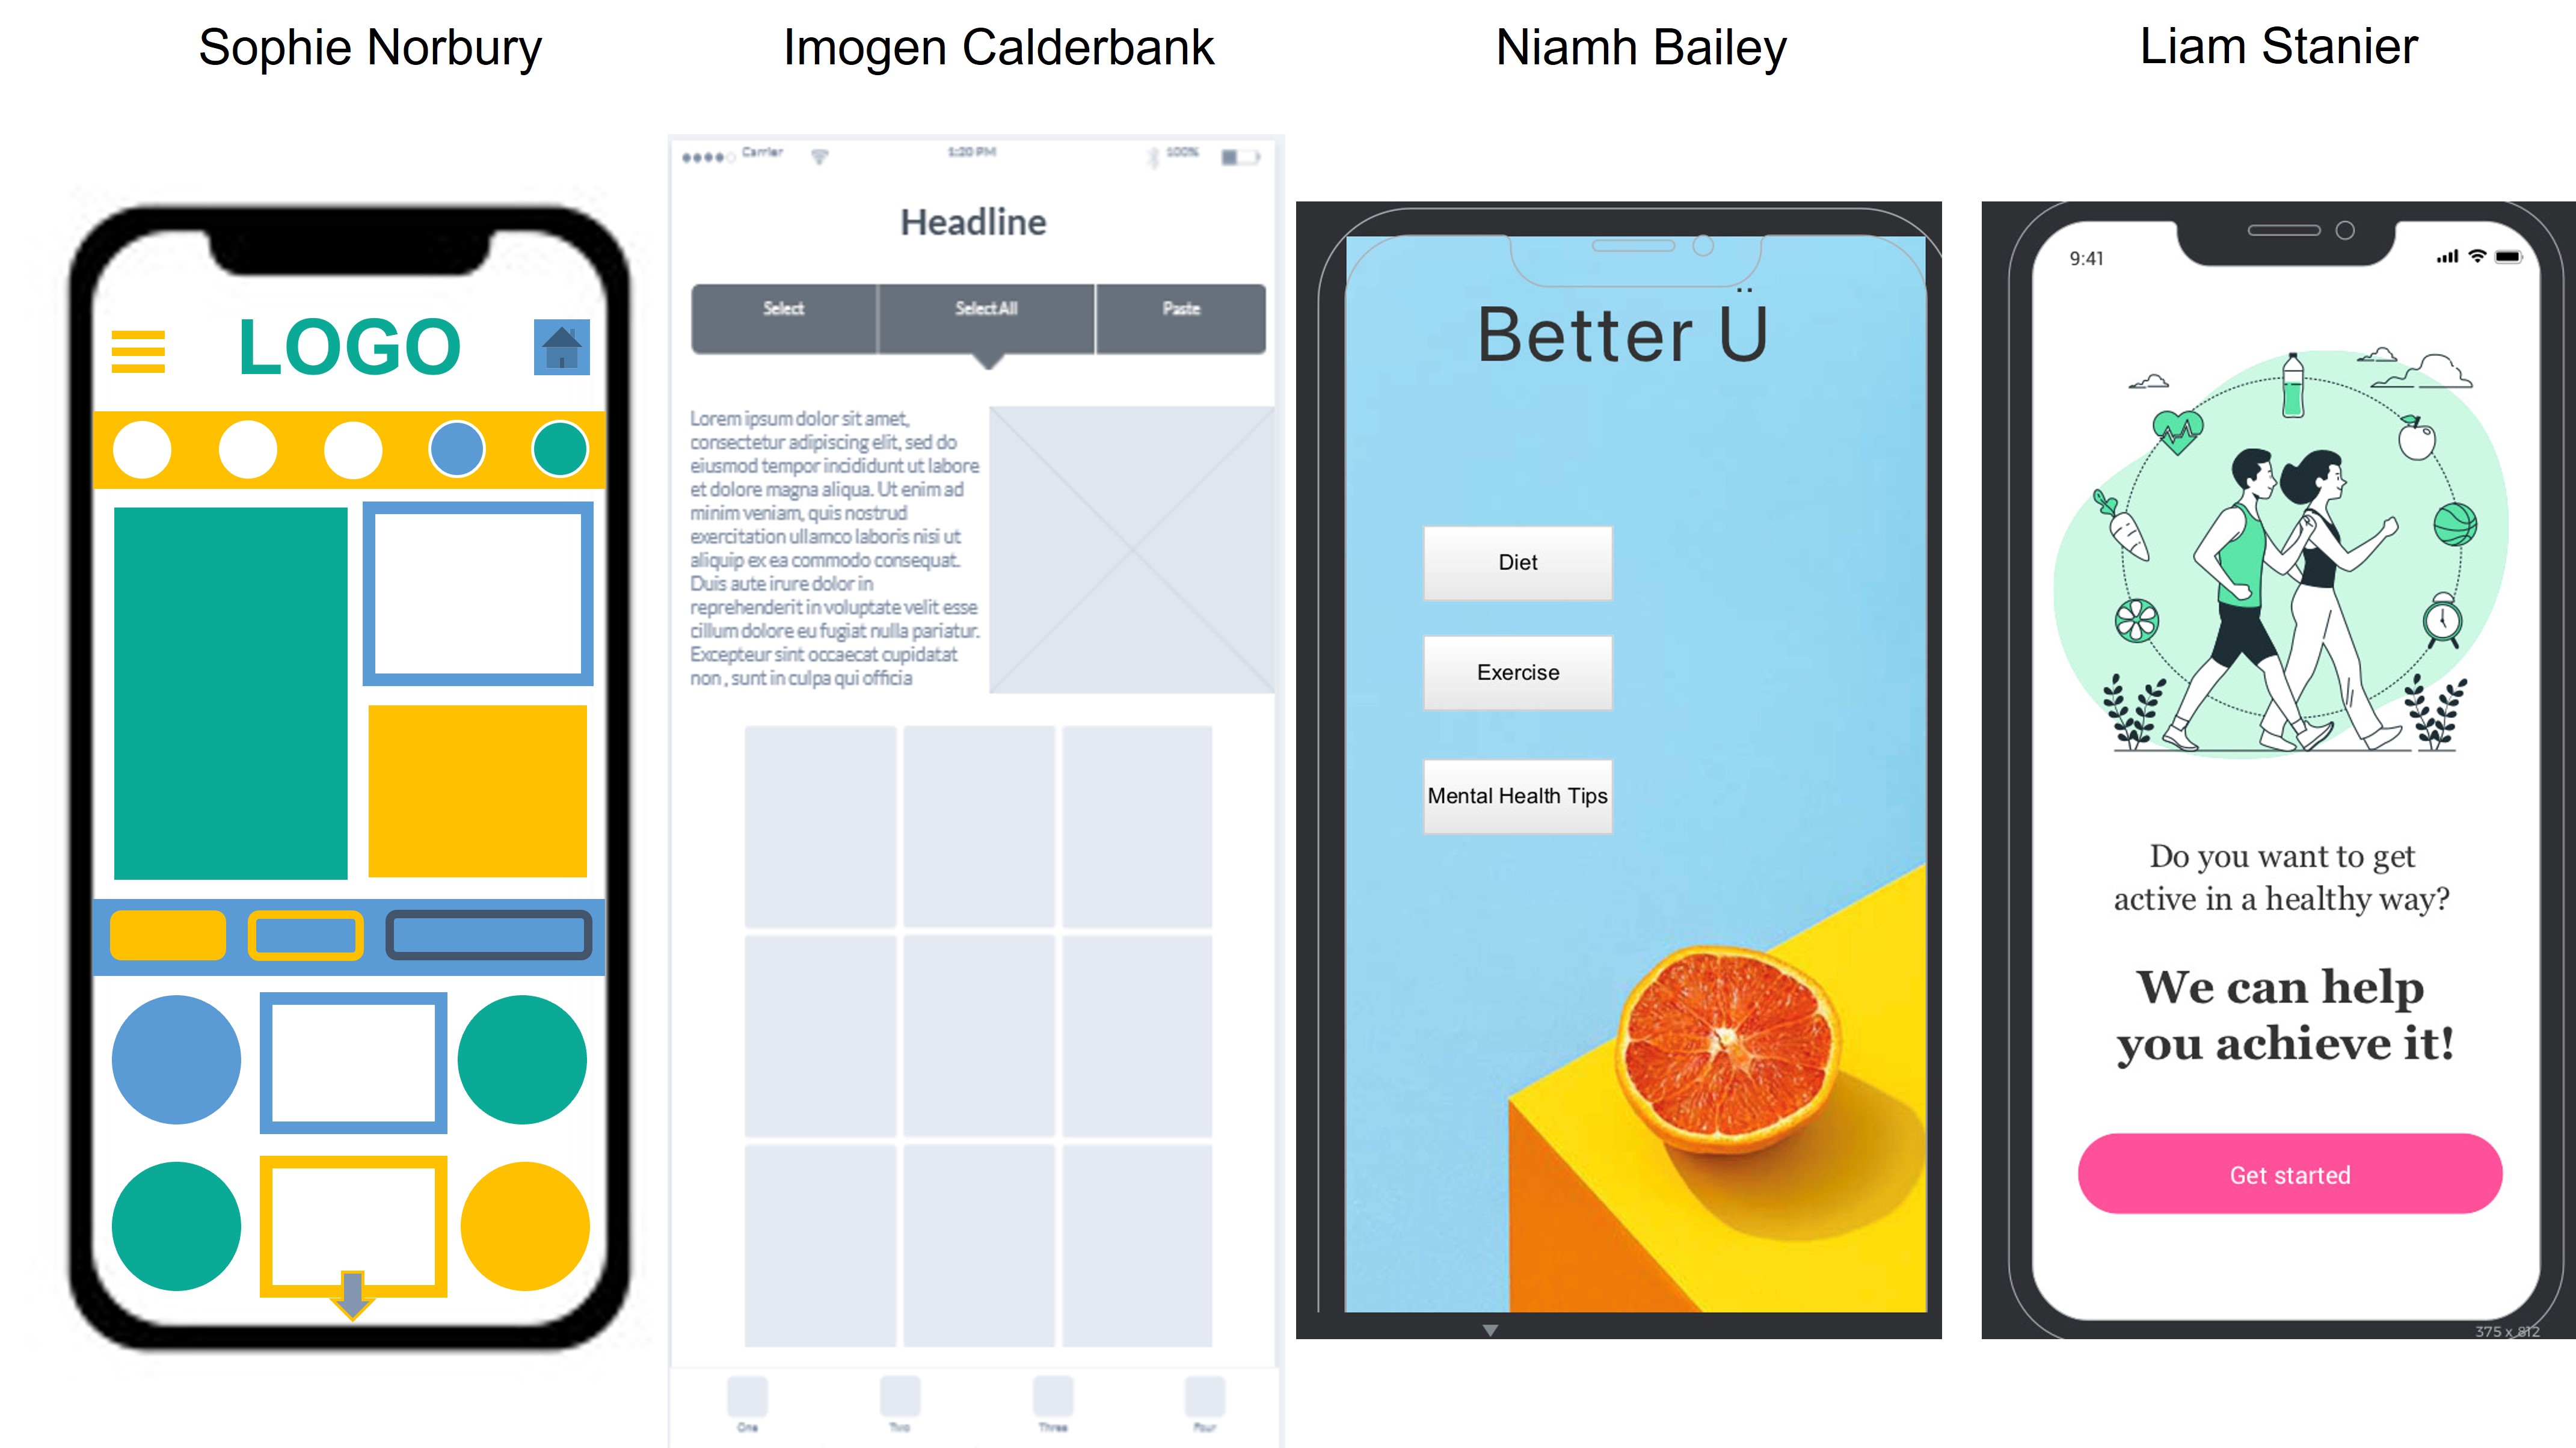 Sophie Norbury
Imogen Calderbank
Niamh Bailey
Liam Stanier
LOGO
Carrier
1:20 PM
100%
Headline
Select
Select All
Paste
Lorem ipsum dolor sit amet,
consectetur adipiscing elit, sed do
eiusmod tempor incididunt ut labore
et dolore magna aliqua. Ut enim ad
minim veniam, quis nostrud
exercitation ullamco laboris nisi ut
aliquip ex ea commodo consequat.
Duis aute irure dolor in
reprehenderit in voluptate velit esse
cillum dolore eu fugiat nulla pariatur.
Excepteur sint occaecat cupidatat
non , sunt in culpa qui officia
One
Two
Three
Four
Better Ü
Diet
Exercise
Mental Health Tips
9:41
Do you want to get
active in a healthy way?
We can help
you achieve it!
Get started
375 x 812